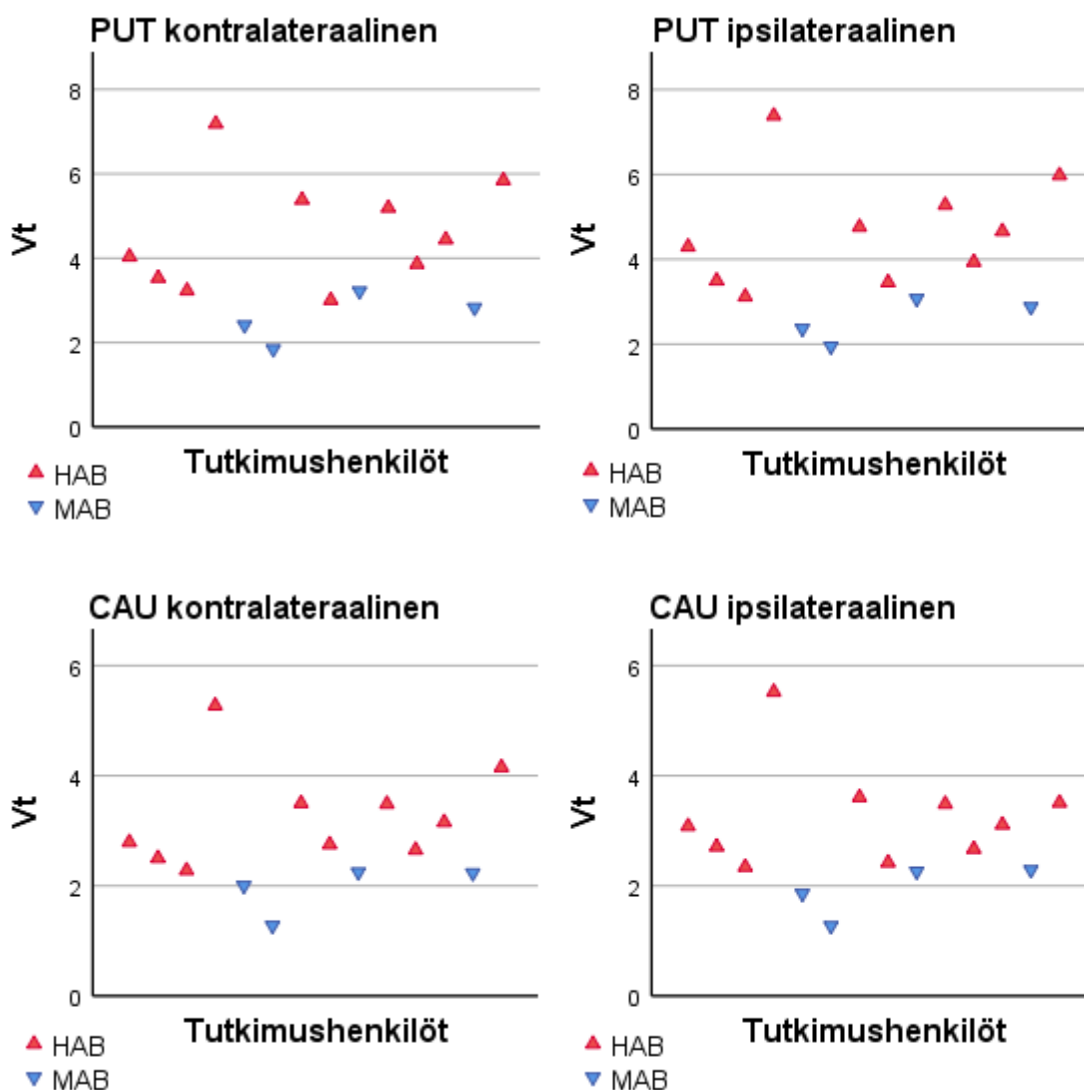 PUT kontralateraalinen
8
6
4
2
0
Vt
Tutkimushenkilöt
HAB
MAB
PUT ipsilateraalinen
8
6
4
2
0
Vt
Tutkimushenkilöt
HAB
MAB
CAU kontralateraalinen
6
4
2
0
Vt
Tutkimushenkilöt
HAB
MAB
CAU ipsilateraalinen
6
4
2
0
Vt
Tutkimushenkilöt
HAB
MAB